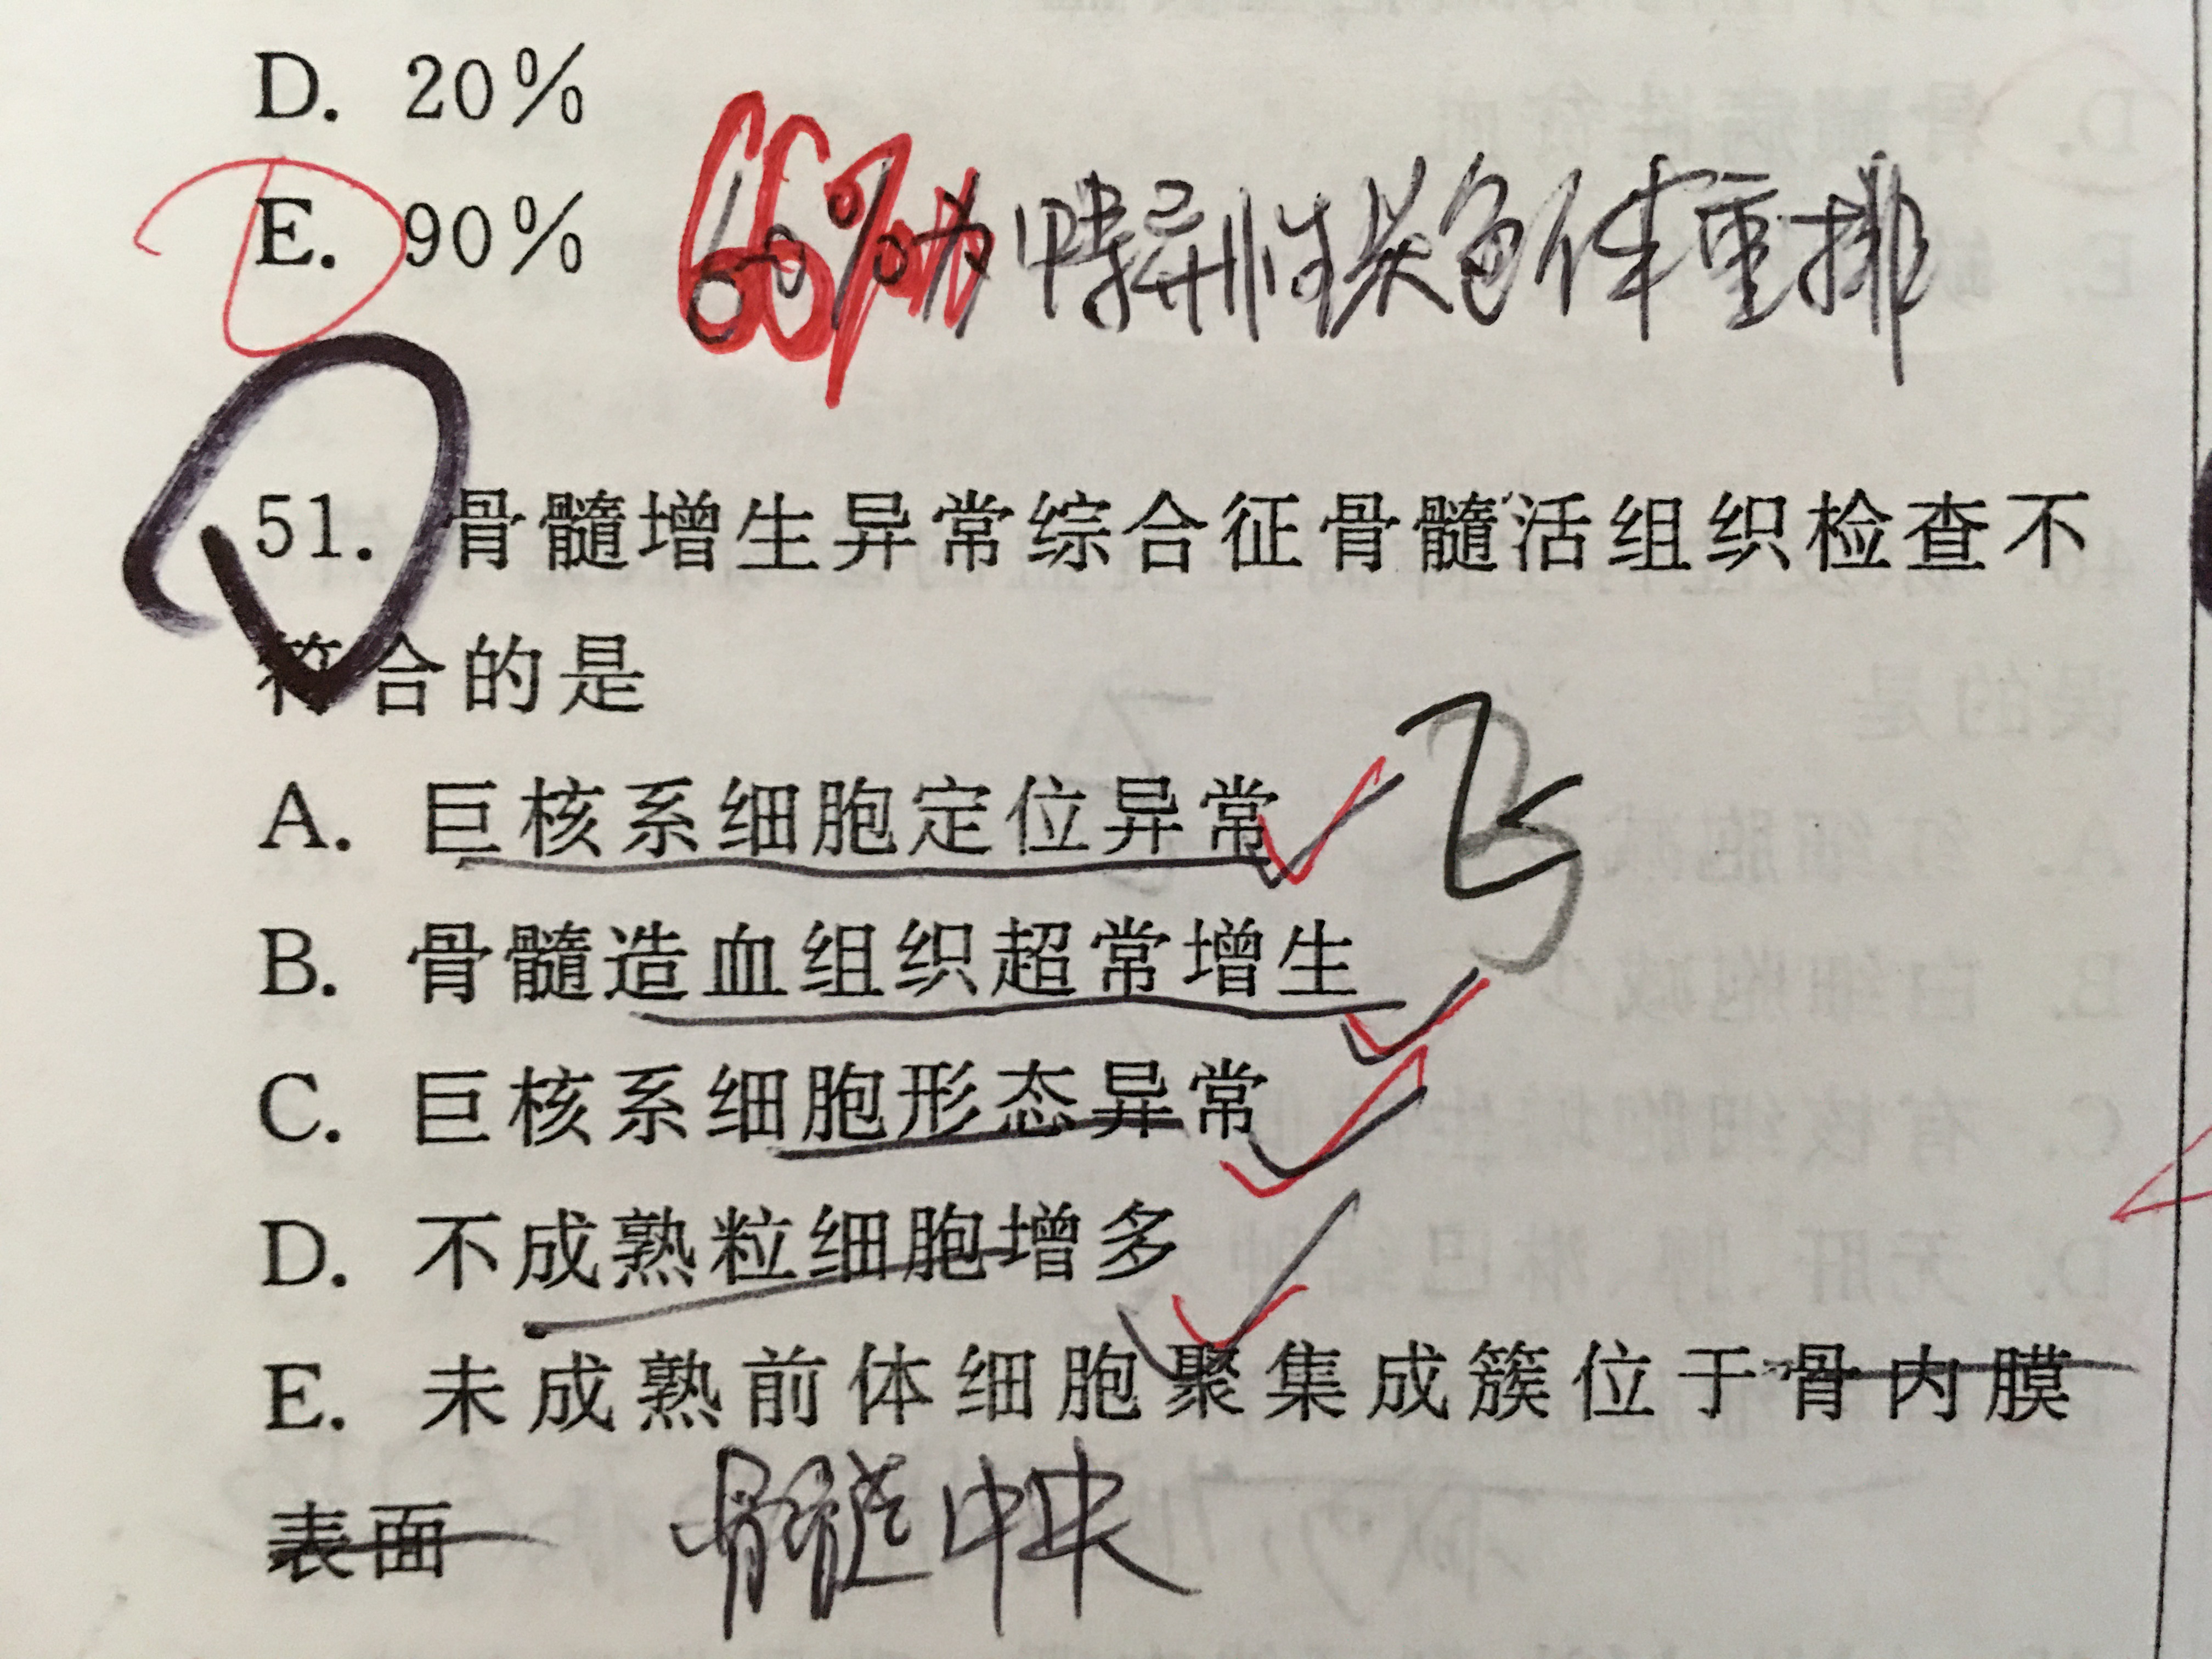 D. 20%
E. 90% 66%为特异性染色体重排
51. 骨髓增生异常综合征骨髓活组织检查不
符合的是
A. 巨核系细胞定位异常
B. 骨髓造血组织超常增生
C. 巨核系细胞形态异常
D. 不成熟粒细胞增多
E. 未成熟前体细胞聚集成簇位于骨内膜
表面 骨髓中央